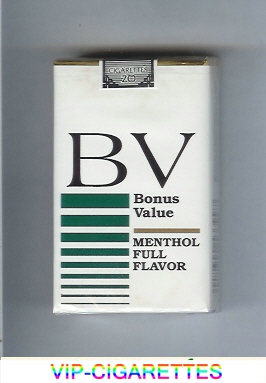 CIGARETTES
20
BV
Bonus
Value
MENTHOL
FULL
FLAVOR
VIP-CIGARETTES